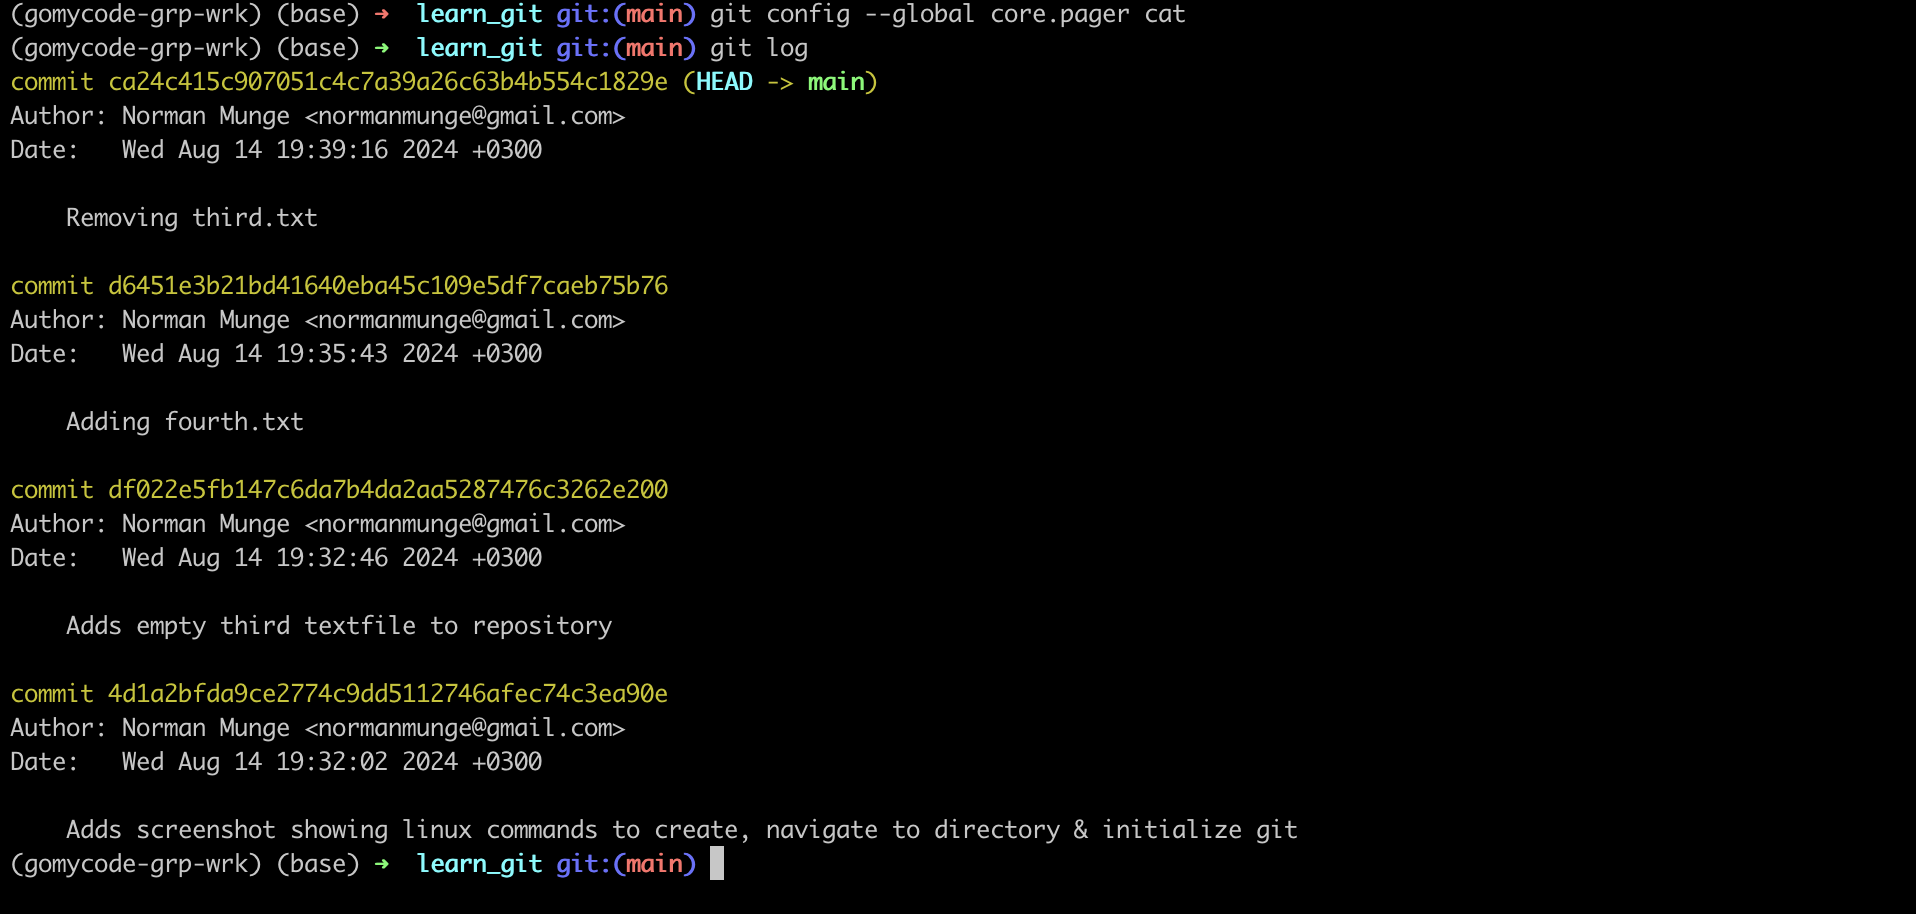 (gomycode-grp-wrk) (base) ➜  learn_git git:(main) git config --global core.pager cat
(gomycode-grp-wrk) (base) ➜  learn_git git:(main) git log
commit ca24c415c907051c4c7a39a26c63b4b554c1829e (HEAD -> main)
Author: Norman Munge <normanmunge@gmail.com>
Date:   Wed Aug 14 19:39:16 2024 +0300
    Removing third.txt
commit d6451e3b21bd41640eba45c109e5df7caeb75b76
Author: Norman Munge <normanmunge@gmail.com>
Date:   Wed Aug 14 19:35:43 2024 +0300
    Adding fourth.txt
commit df022e5fb147c6da7b4da2aa5287476c3262e200
Author: Norman Munge <normanmunge@gmail.com>
Date:   Wed Aug 14 19:32:46 2024 +0300
    Adds empty third textfile to repository
commit 4d1a2bfda9ce2774c9dd5112746afec74c3ea90e
Author: Norman Munge <normanmunge@gmail.com>
Date:   Wed Aug 14 19:32:02 2024 +0300
    Adds screenshot showing linux commands to create, navigate to directory & initialize git
(gomycode-grp-wrk) (base) ➜  learn_git git:(main)